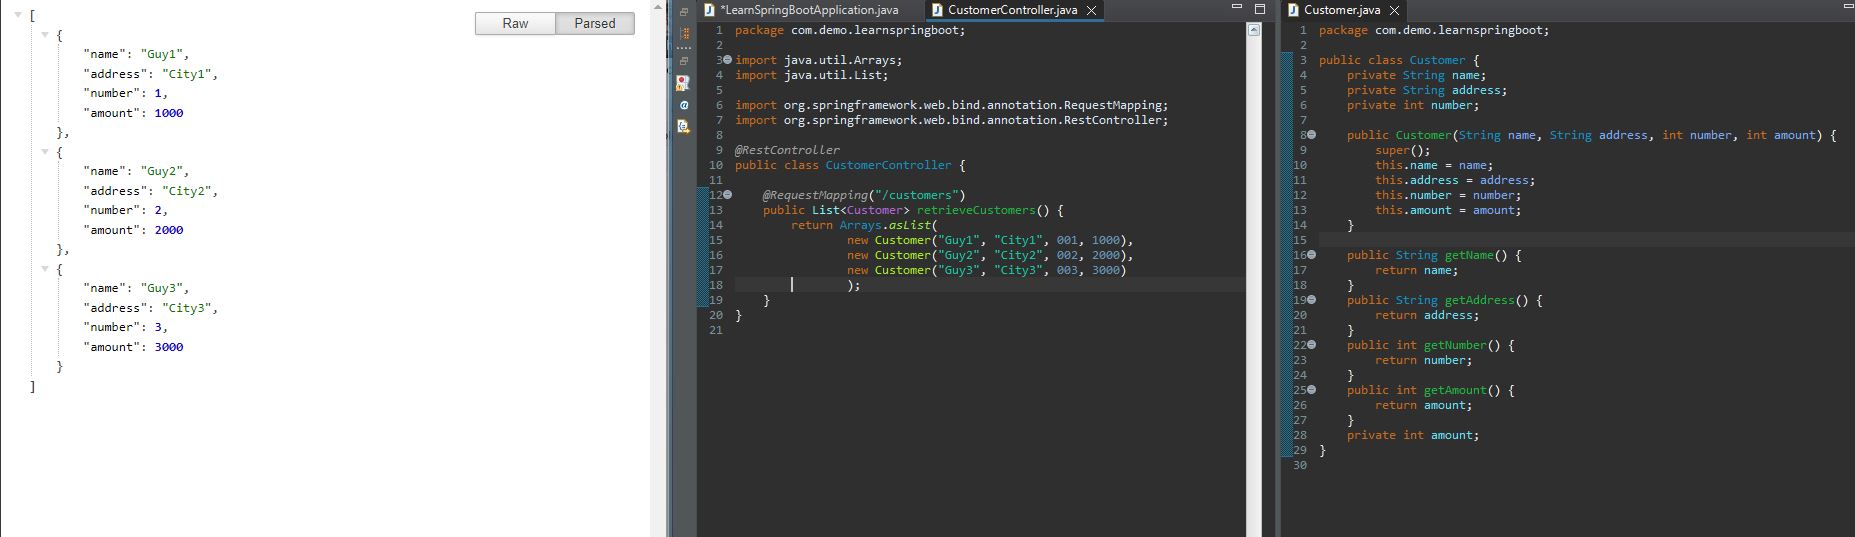 [
{
"name": "Guy1",
"address": "City1",
"number": 1,
"amount": 1000
},
{
"name": "Guy2",
"address": "City2",
"number": 2,
"amount": 2000
},
{
"name": "Guy3",
"address": "City3",
"number": 3,
"amount": 3000
}
]
Raw Parsed
*LearnSpringBootApplication.java CustomerController.java
1 package com.demo.learnspringboot;
2
3 import java.util.Arrays;
4 import java.util.List;
5
6 import org.springframework.web.bind.annotation.RequestMapping;
7 import org.springframework.web.bind.annotation.RestController;
8
9 @RestController
10 public class CustomerController {
11
12 @RequestMapping("/customers")
13 public List<Customer> retrieveCustomers() {
14 return Arrays.asList(
15 new Customer("Guy1", "City1", 001, 1000),
16 new Customer("Guy2", "City2", 002, 2000),
17 new Customer("Guy3", "City3", 003, 3000)
18 );
19 }
20 }
21
Customer.java
1 package com.demo.learnspringboot;
2
3 public class Customer {
4 private String name;
5 private String address;
6 private int number;
7
8 public Customer(String name, String address, int number, int amount) {
9 super();
10 this.name = name;
11 this.address = address;
12 this.number = number;
13 this.amount = amount;
14 }
15
16 public String getName() {
17 return name;
18 }
19 public String getAddress() {
20 return address;
21 }
22 public int getNumber() {
23 return number;
24 }
25 public int getAmount() {
26 return amount;
27 }
28 private int amount;
29 }
30